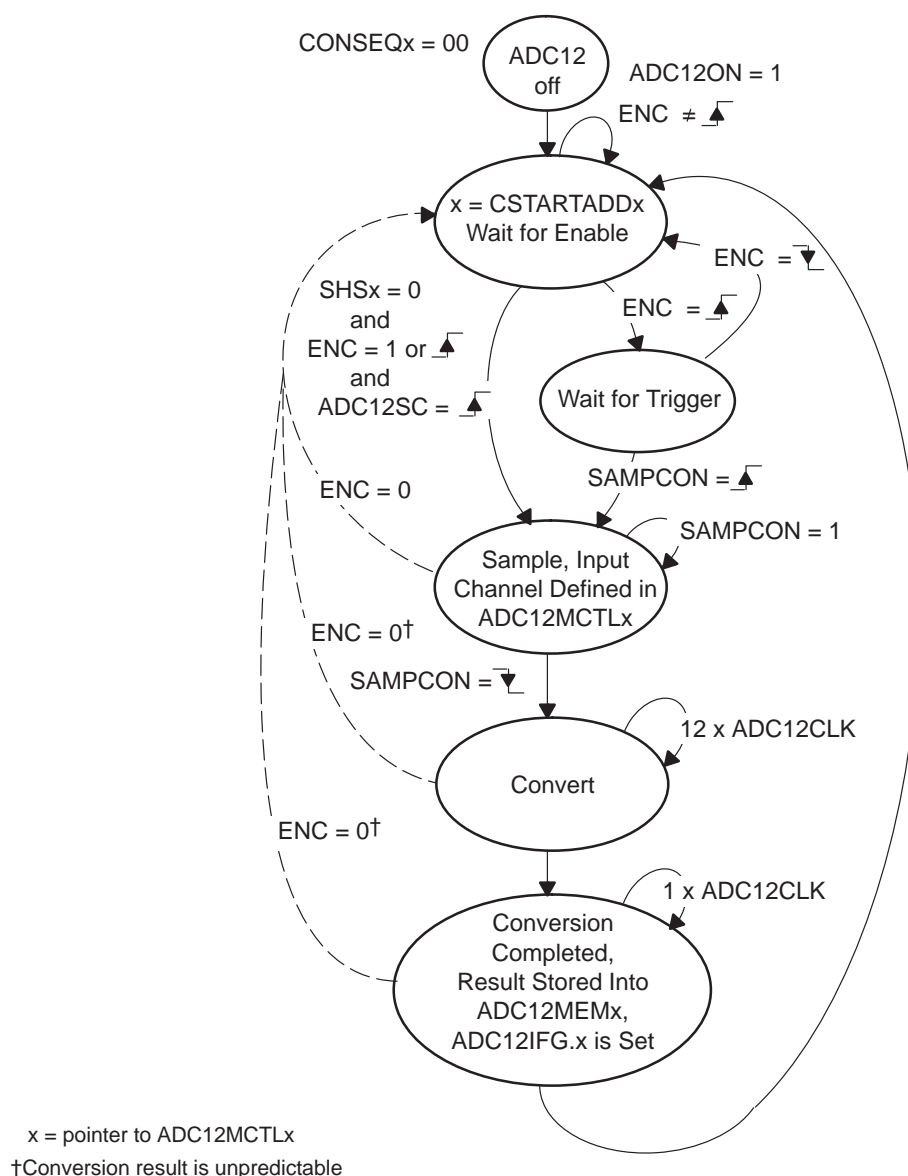 CONSEQx = 00
ADC12
off
ADC12ON = 1
ENC ≠
x = CSTARTADDx
Wait for Enable
ENC =
SHSx = 0
and
ENC = 1 or
and
ADC12SC =
ENC =
Wait for Trigger
SAMPCON =
ENC = 0
SAMPCON = 1
Sample, Input
Channel Defined in
ADC12MCTLx
ENC = 0†
SAMPCON =
12 x ADC12CLK
Convert
ENC = 0†
1 x ADC12CLK
Conversion
Completed,
Result Stored Into
ADC12MEMx,
ADC12IFG.x is Set
x = pointer to ADC12MCTLx
†Conversion result is unpredictable